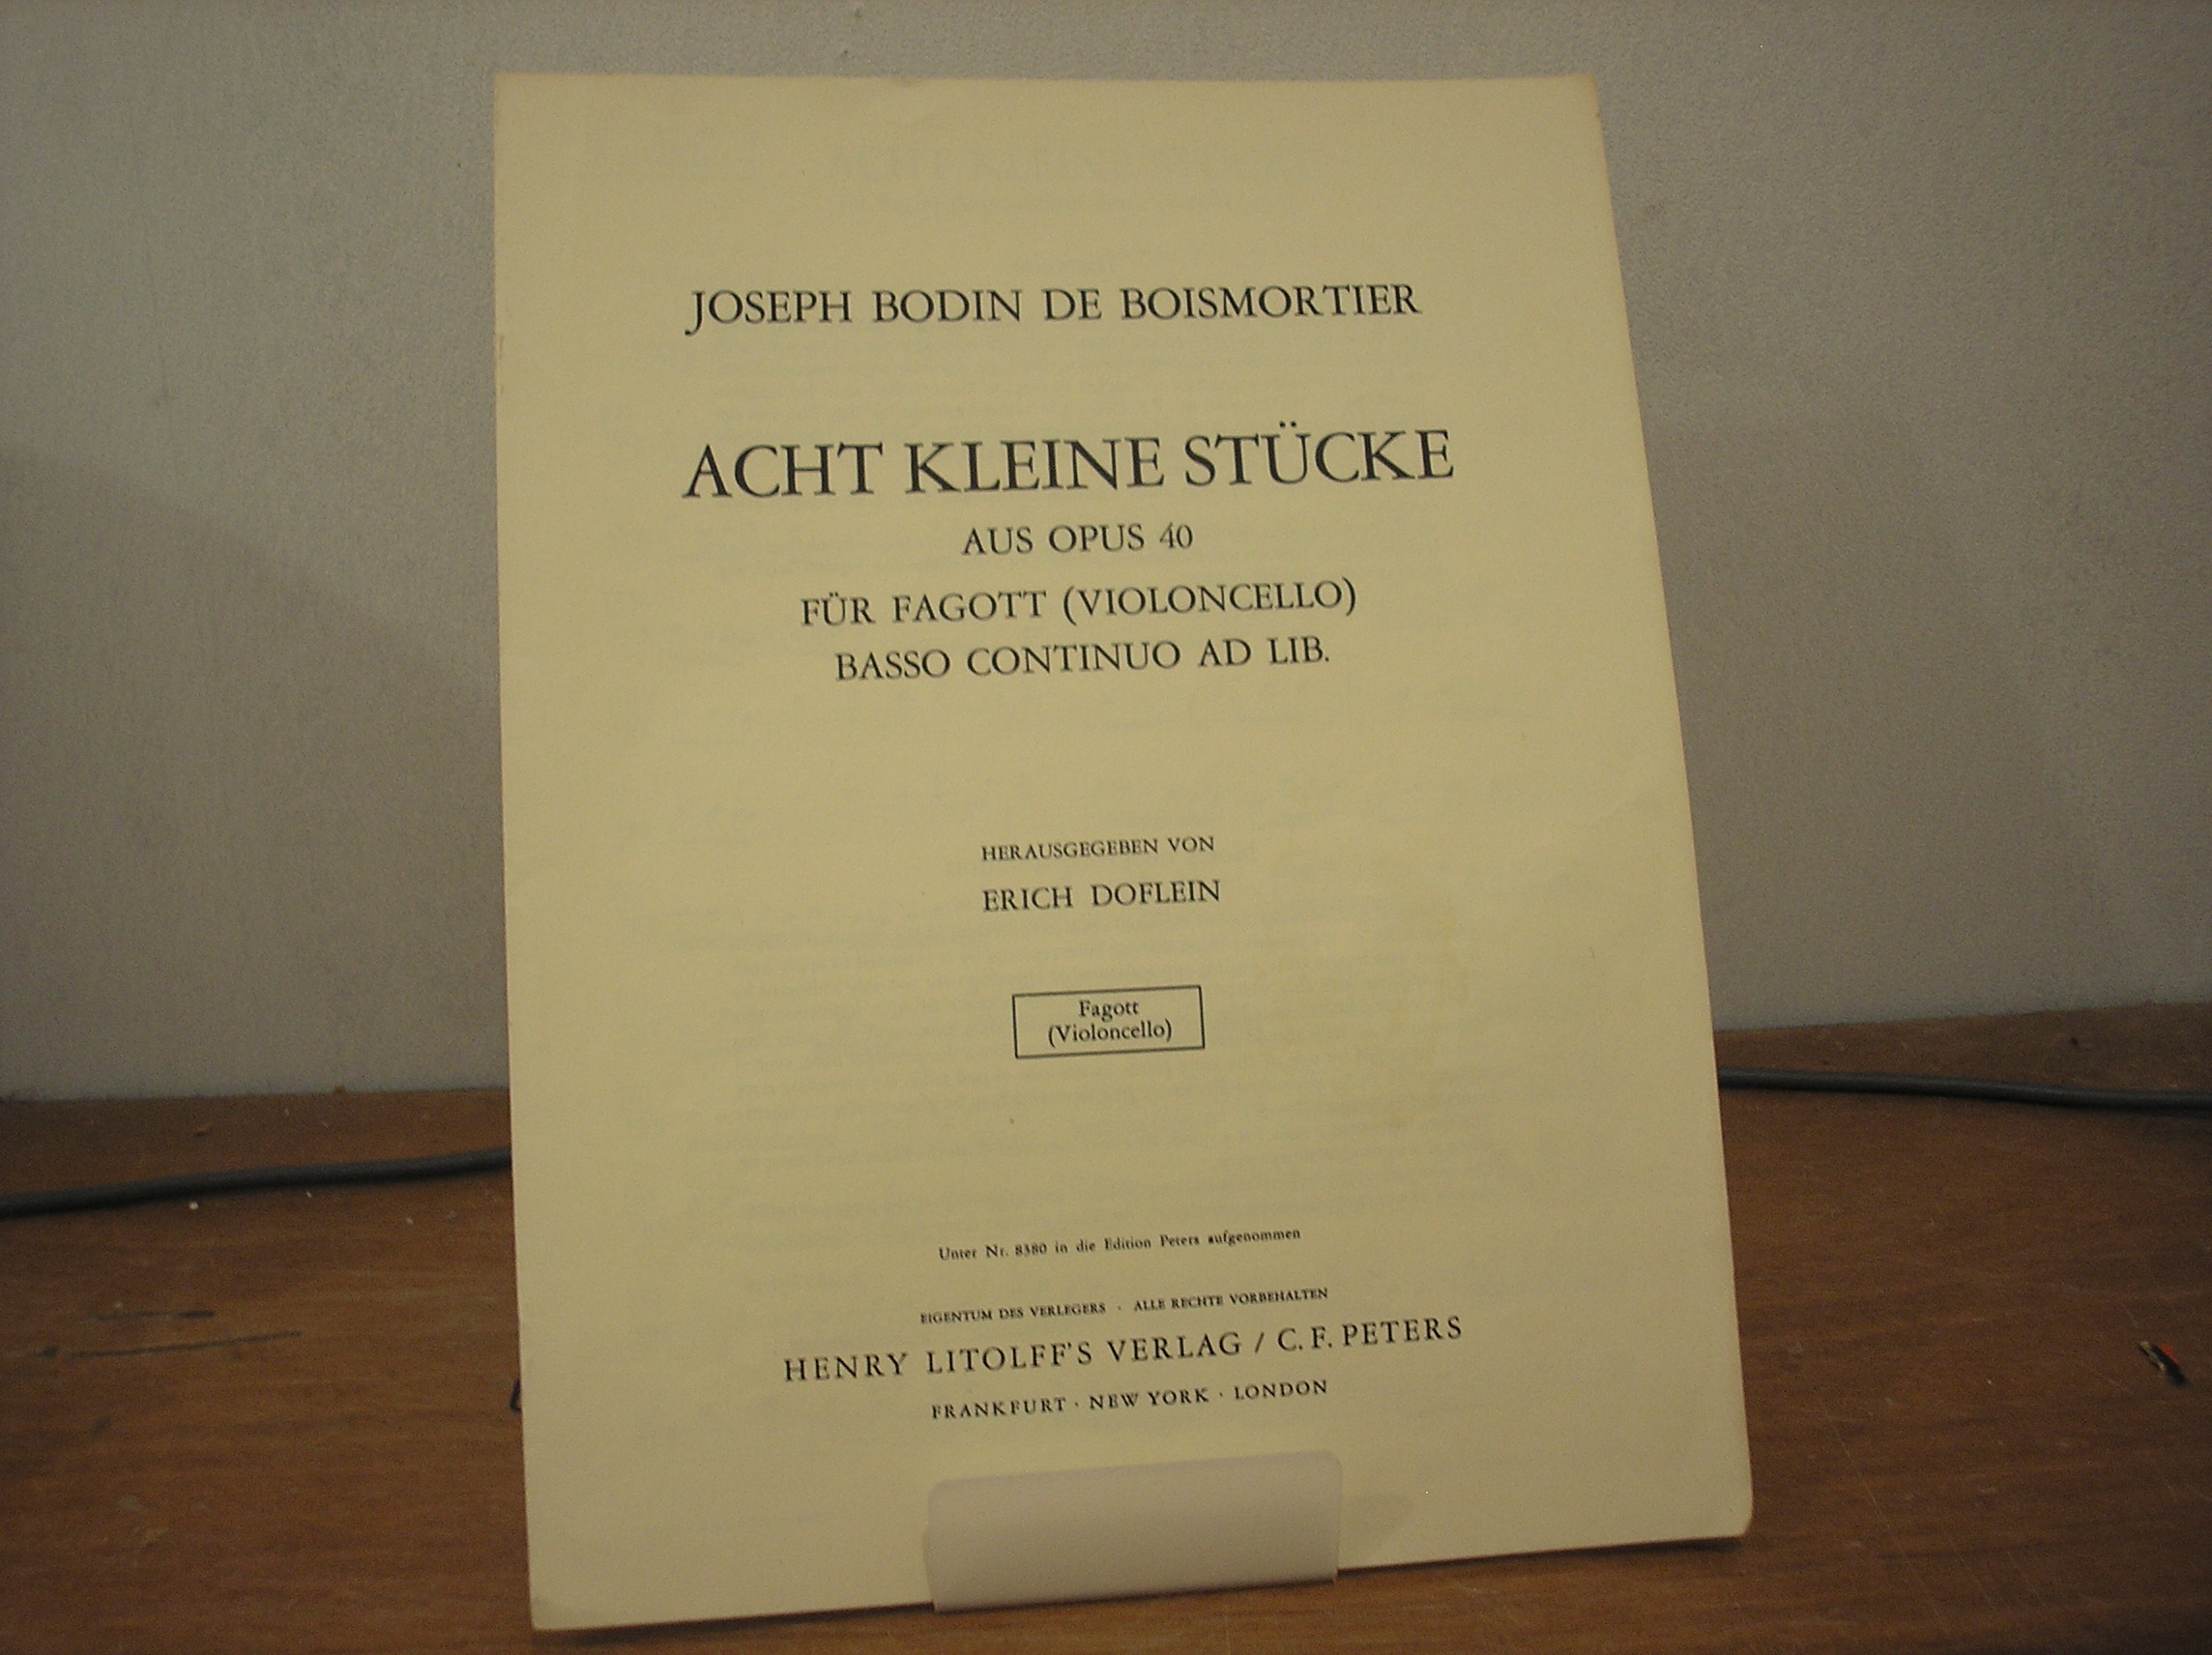 JOSEPH BODIN DE BOISMORTIER
ACHT KLEINE STÜCKE
AUS OPUS 40
FÜR FAGOTT (VIOLONCELLO)
BASSO CONTINUO AD LIB.
HERAUSGEGEBEN VON
ERICH DOFLEIN
Fagott
(Violoncello)
Unter Nr. 8380 in die Edition Peters aufgenommen
EIGENTUM DES VERLEGERS · ALLE RECHTE VORBEHALTEN
HENRY LITOLFF'S VERLAG / C. F. PETERS
FRANKFURT · NEW YORK · LONDON